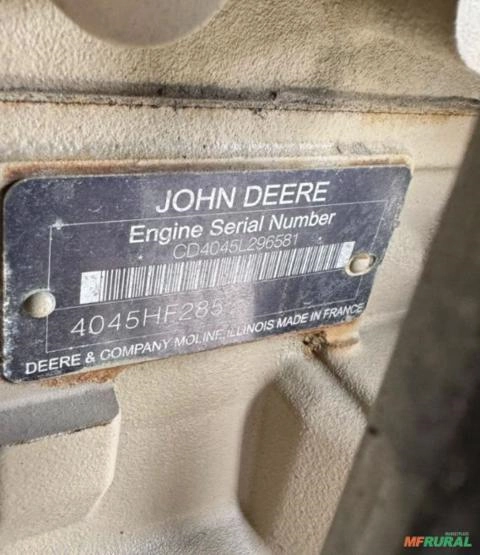 JOHN DEERE
Engine Serial Number
CD4045L296581
4045HF285
DEERE & COMPANY MOLINE, ILLINOIS MADE IN FRANCE
MFRURAL